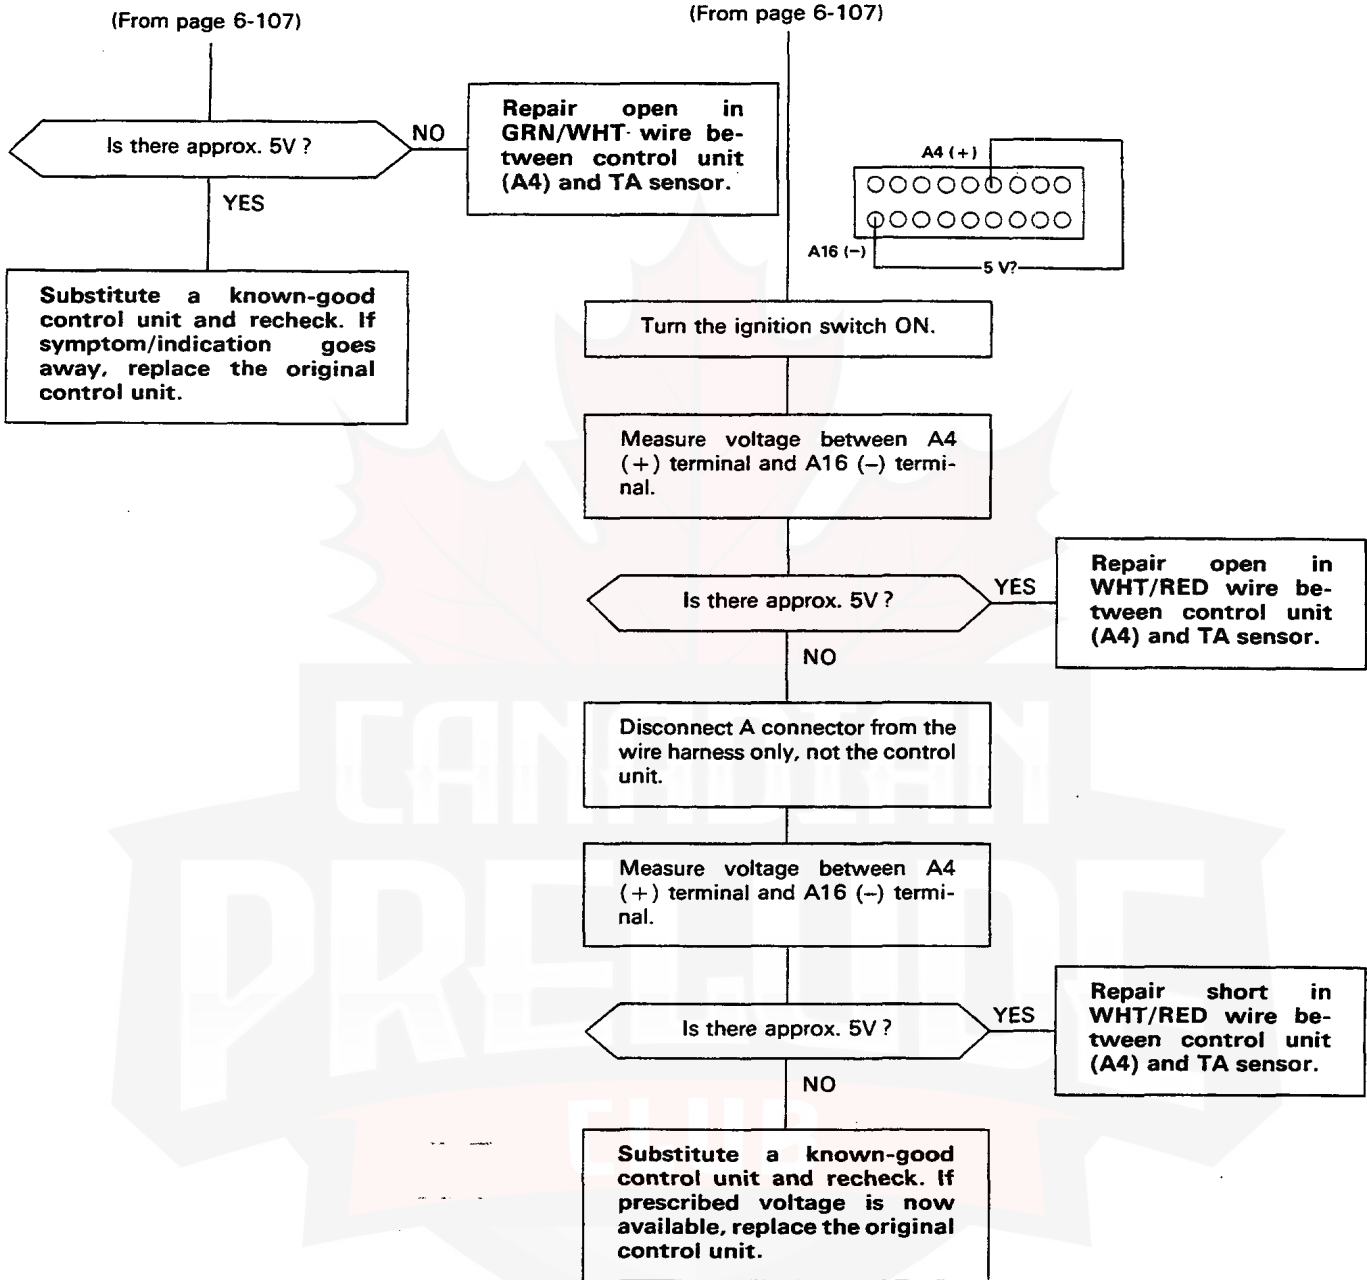 (From page 6-107)
Is there approx. 5V ?
NO
Repair open in
GRN/WHT wire be-
tween control unit
(A4) and TA sensor.
YES
Substitute a known-good
control unit and recheck. If
symptom/indication goes
away, replace the original
control unit.
(From page 6-107)
A4 (+)
A16 (–)
5 V?
Turn the ignition switch ON.
Measure voltage between A4
(+) terminal and A16 (–) termi-
nal.
Is there approx. 5V ?
YES
Repair open in
WHT/RED wire be-
tween control unit
(A4) and TA sensor.
NO
Disconnect A connector from the
wire harness only, not the control
unit.
Measure voltage between A4
(+) terminal and A16 (–) termi-
nal.
Is there approx. 5V ?
YES
Repair short in
WHT/RED wire be-
tween control unit
(A4) and TA sensor.
NO
Substitute a known-good
control unit and recheck. If
prescribed voltage is now
available, replace the original
control unit.
CANADIAN
PRELUDE
CLUB